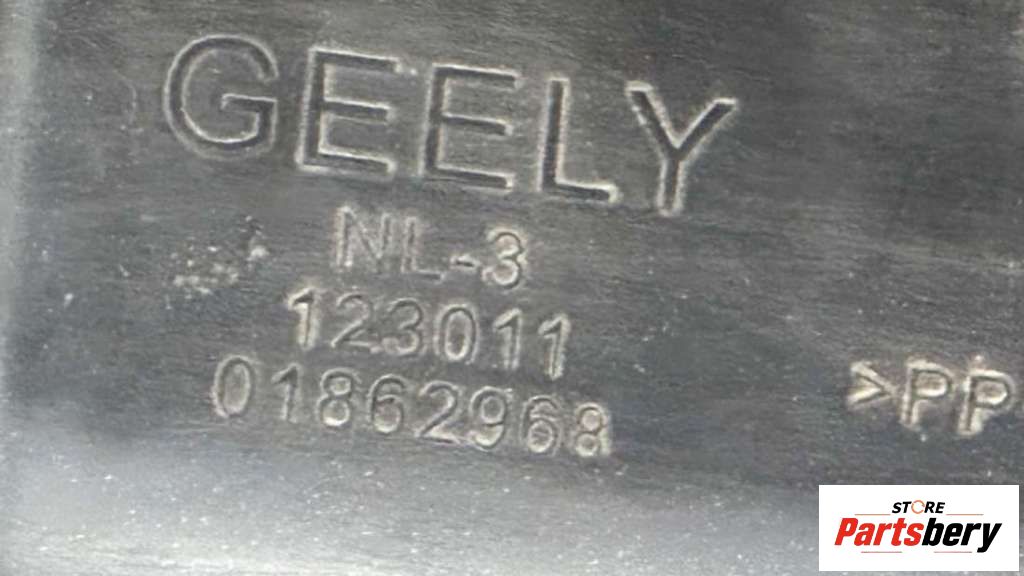 GEELY
NL-3
123011
01862968
>PP
STORE
Partsbery